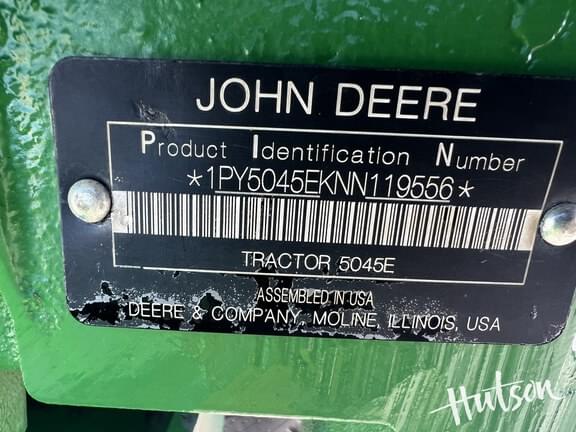 JOHN DEERE
Product Identification Number
*1PY5045EKNN119556*
TRACTOR 5045E
ASSEMBLED IN USA
DEERE & COMPANY, MOLINE, ILLINOIS, USA
Hutson